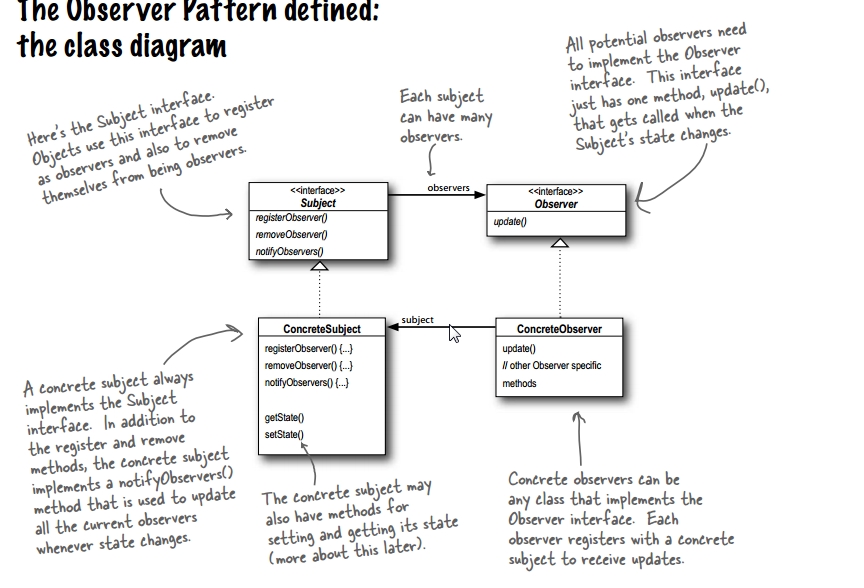 The Observer Pattern defined:
the class diagram
Here's the Subject interface.
Objects use this interface to register
as observers and also to remove
themselves from being observers.
Each subject
can have many
observers.
All potential observers need
to implement the Observer
interface. This interface
just has one method, update(),
that gets called when the
Subject's state changes.
<<interface>>
Subject
registerObserver()
removeObserver()
notifyObservers()
observers
<<interface>>
Observer
update()
ConcreteSubject
registerObserver() {...}
removeObserver() {...}
notifyObservers() {...}
getState()
setState()
subject
ConcreteObserver
update()
// other Observer specific
methods
A concrete subject always
implements the Subject
interface. In addition to
the register and remove
methods, the concrete subject
implements a notifyObservers()
method that is used to update
all the current observers
whenever state changes.
The concrete subject may
also have methods for
setting and getting its state
(more about this later).
Concrete observers can be
any class that implements the
Observer interface. Each
observer registers with a concrete
subject to receive updates.